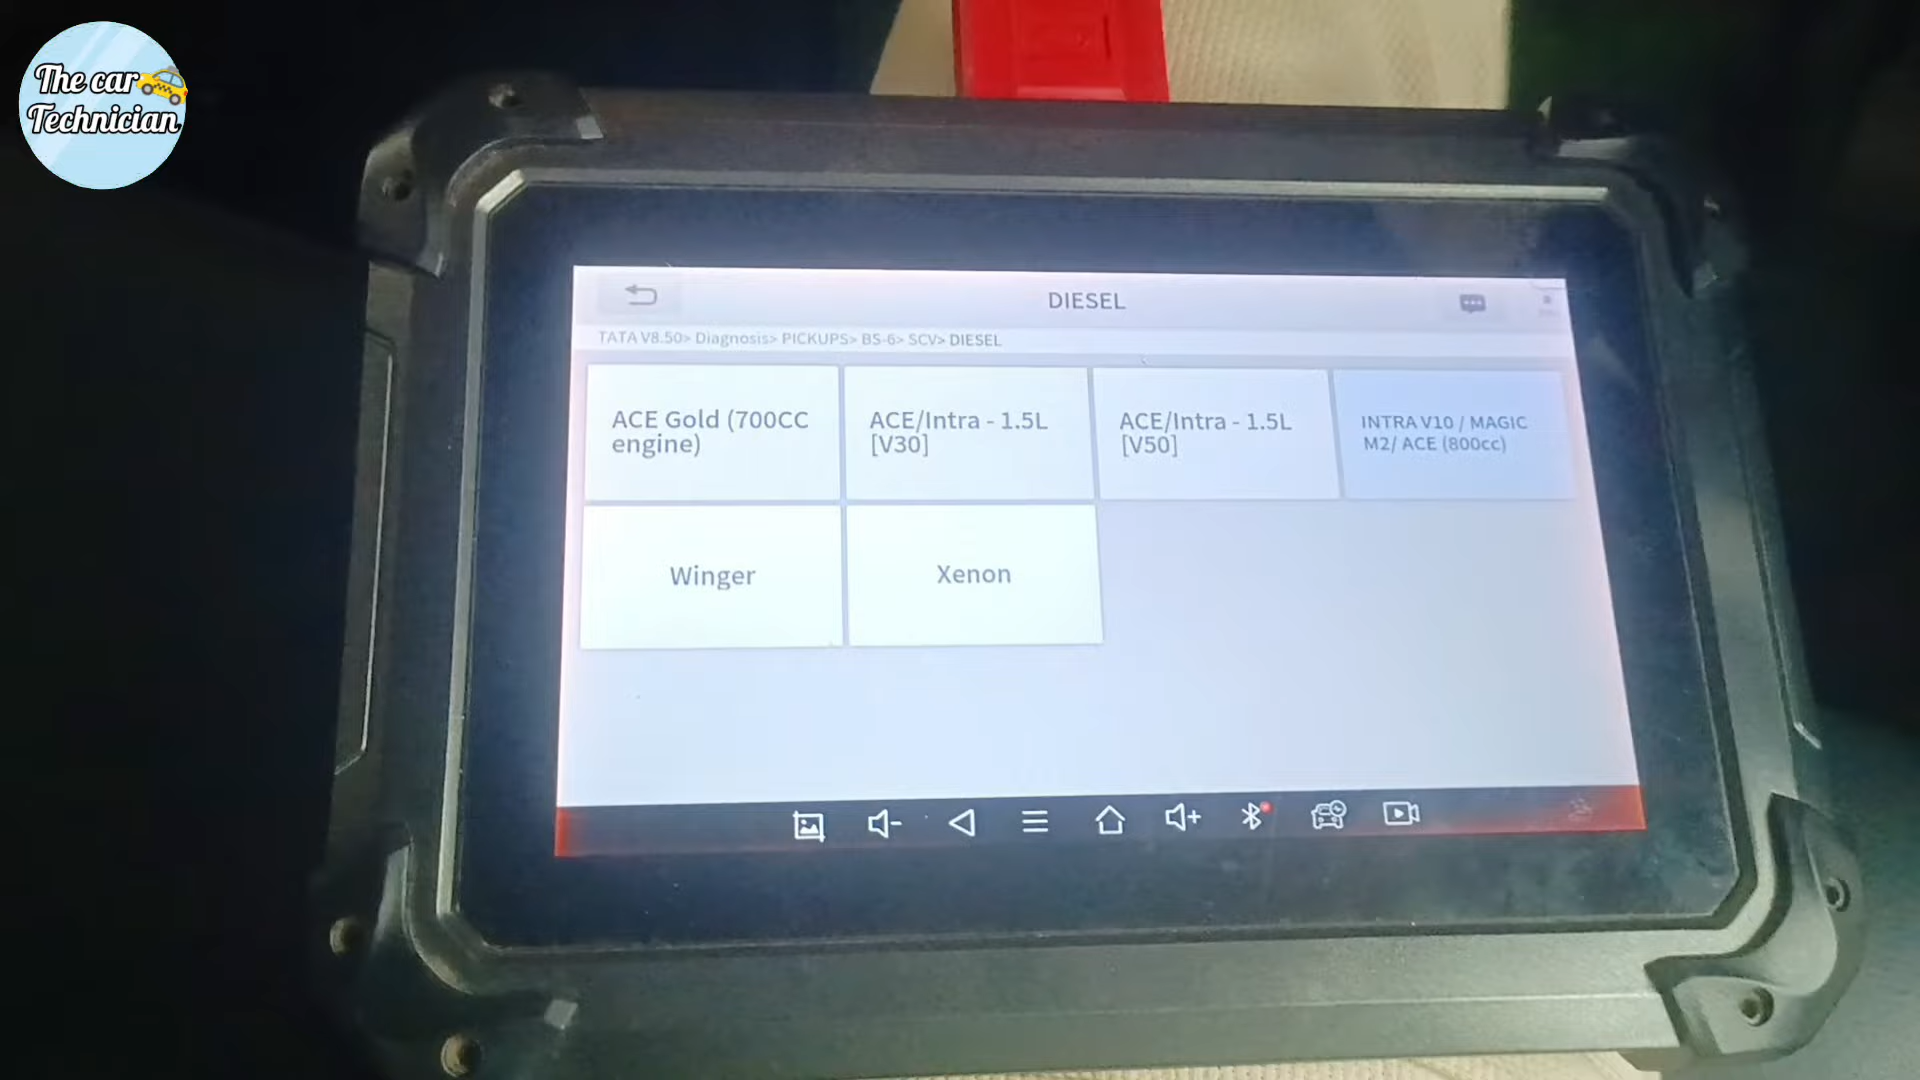 The car
Technician
DIESEL
TATA V8.50> Diagnosis> PICKUPS> BS-6> SCV> DIESEL
ACE Gold (700CC
engine)
ACE/Intra - 1.5L
[V30]
ACE/Intra - 1.5L
[V50]
INTRA V10 / MAGIC
M2/ ACE (800cc)
Winger
Xenon